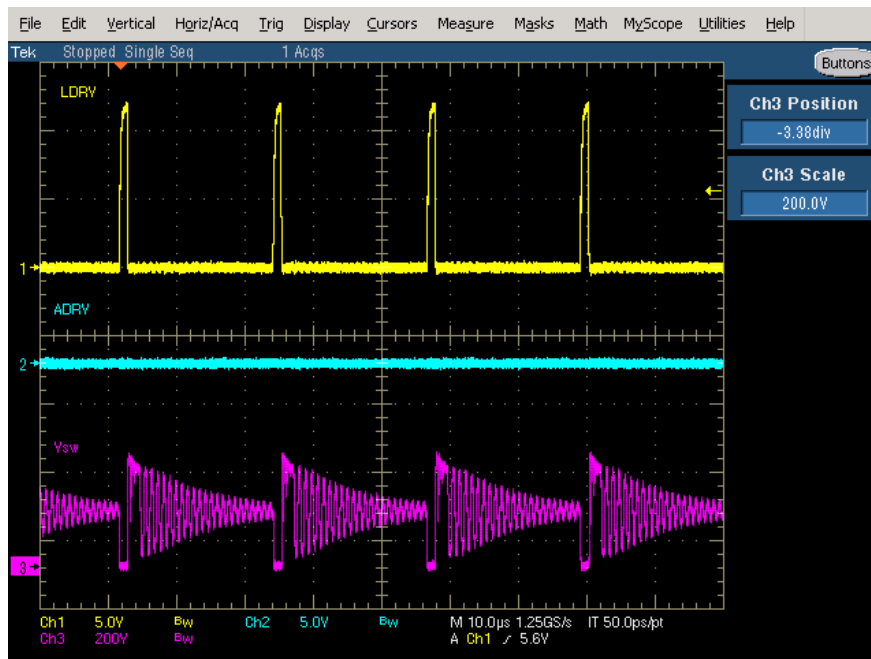 File Edit Vertical Horiz/Acq Trig Display Cursors Measure Masks Math MyScope Utilities Help
Tek Stopped Single Seq 1 Acqs
Buttons
LDRV
Ch3 Position
-3.38div
Ch3 Scale
200.0V
1
ADRV
2
Vsw
3
Ch1 5.0V Bw Ch2 5.0V Bw M 10.0µs 1.25GS/s IT 50.0ps/pt
Ch3 200V Bw A Ch1 5.6V